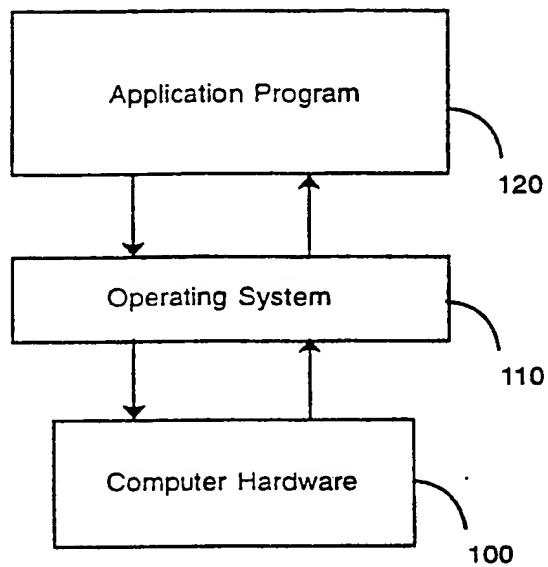 Application Program
120
Operating System
110
Computer Hardware
100